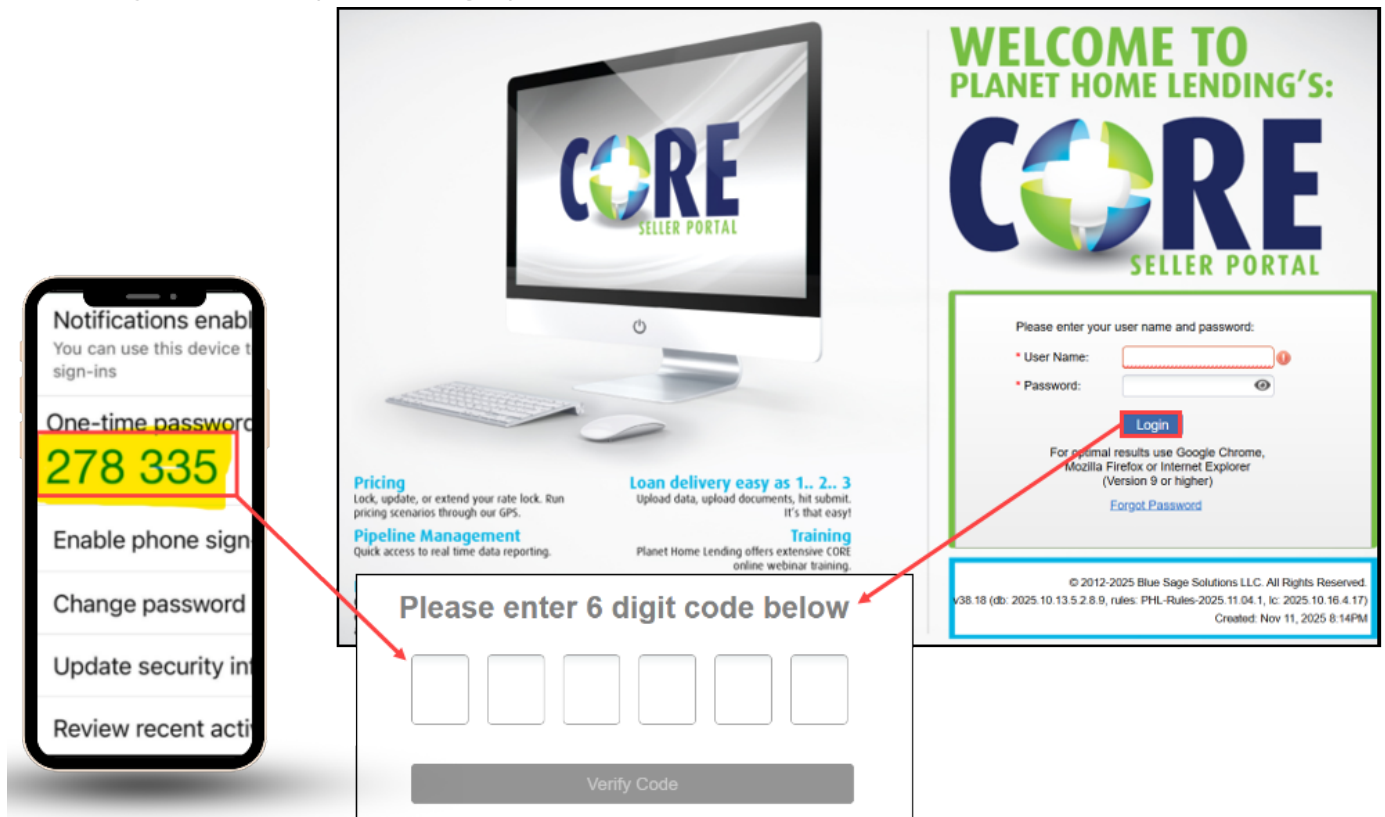 WELCOME TO
PLANET HOME LENDING'S:
CORE
SELLER PORTAL
CORE
SELLER PORTAL
Please enter your user name and password:
* User Name:
* Password:
Login
For optimal results use Google Chrome,
Mozilla Firefox or Internet Explorer
(Version 9 or higher)
Forgot Password
© 2012-2025 Blue Sage Solutions LLC. All Rights Reserved.
v38.18 (db: 2025.10.13.5.2.8.9, rules: PHL-Rules-2025.11.04.1, lc: 2025.10.16.4.17)
Created: Nov 11, 2025 8:14PM
Pricing
Lock, update, or extend your rate lock. Run
pricing scenarios through our GPS.
Pipeline Management
Quick access to real time data reporting.
Loan delivery easy as 1.. 2.. 3
Upload data, upload documents, hit submit.
It's that easy!
Training
Planet Home Lending offers extensive CORE
online webinar training.
Notifications enabl
You can use this device t
sign-ins
One-time password
278 335
Enable phone sign
Change password
Update security inf
Review recent acti
Please enter 6 digit code below
Verify Code